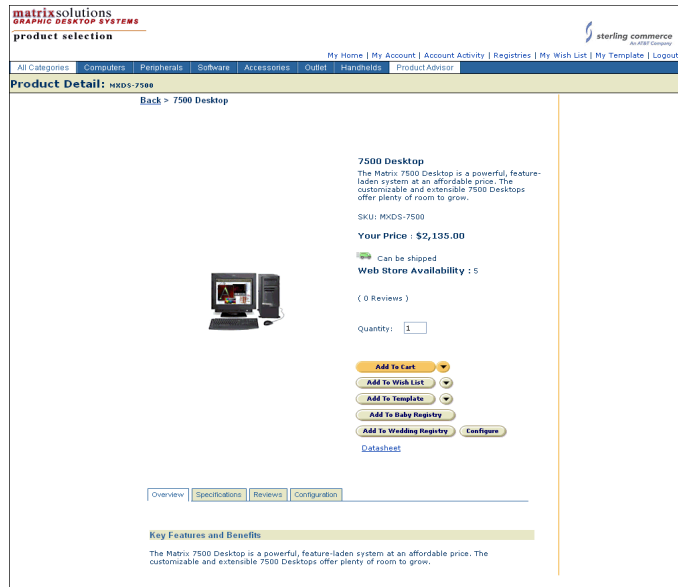 matrixsolutions
GRAPHIC DESKTOP SYSTEMS
product selection
sterling commerce
An AT&T Company
My Home | My Account | Account Activity | Registries | My Wish List | My Template | Logout
All Categories Computers Peripherals Software Accessories Outlet Handhelds Product Advisor
Product Detail: MXDS-7500
Back > 7500 Desktop
7500 Desktop
The Matrix 7500 Desktop is a powerful, feature-
laden system at an affordable price. The
customizable and extensible 7500 Desktops
offer plenty of room to grow.
SKU: MXDS-7500
Your Price : $2,135.00
Can be shipped
Web Store Availability : 5
( 0 Reviews )
Quantity: 1
Add To Cart
Add To Wish List
Add To Template
Add To Baby Registry
Add To Wedding Registry Configure
Datasheet
Overview Specifications Reviews Configuration
Key Features and Benefits
The Matrix 7500 Desktop is a powerful, feature-laden system at an affordable price. The
customizable and extensible 7500 Desktops offer plenty of room to grow.